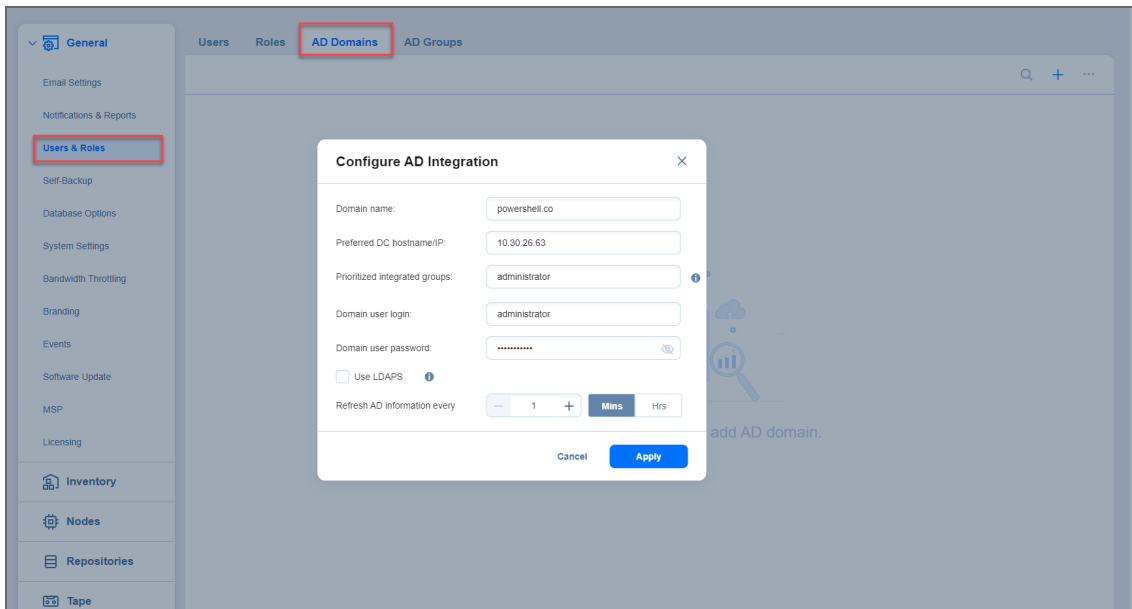 General
Users Roles AD Domains AD Groups
Email Settings
Notifications & Reports
Users & Roles
Self-Backup
Database Options
System Settings
Bandwidth Throttling
Branding
Events
Software Update
MSP
Licensing
Inventory
Nodes
Repositories
Tape
Configure AD Integration
Domain name: powershell.co
Preferred DC hostname/IP: 10.30.26.63
Prioritized integrated groups: administrator
Domain user login: administrator
Domain user password: •••••••••••
Use LDAPS
Refresh AD information every 1 Mins Hrs
Cancel Apply
add AD domain.